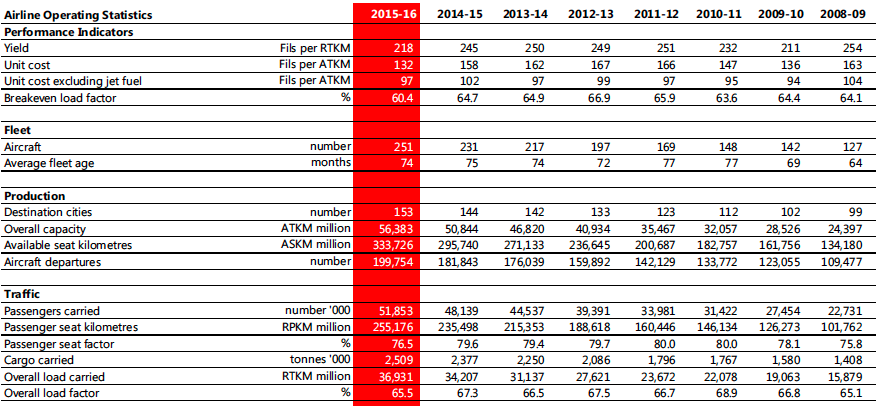 Airline Operating Statistics 2015-16 2014-15 2013-14 2012-13 2011-12 2010-11 2009-10 2008-09
Performance Indicators
Yield Fils per RTKM 218 245 250 249 251 232 211 254
Unit cost Fils per ATKM 132 158 162 167 166 147 136 163
Unit cost excluding jet fuel Fils per ATKM 97 102 97 99 97 95 94 104
Breakeven load factor % 60.4 64.7 64.9 66.9 65.9 63.6 64.4 64.1
Fleet
Aircraft number 251 231 217 197 169 148 142 127
Average fleet age months 74 75 74 72 77 77 69 64
Production
Destination cities number 153 144 142 133 123 112 102 99
Overall capacity ATKM million 56,383 50,844 46,820 40,934 35,467 32,057 28,526 24,397
Available seat kilometres ASKM million 333,726 295,740 271,133 236,645 200,687 182,757 161,756 134,180
Aircraft departures number 199,754 181,843 176,039 159,892 142,129 133,772 123,055 109,477
Traffic
Passengers carried number '000 51,853 48,139 44,537 39,391 33,981 31,422 27,454 22,731
Passenger seat kilometres RPKM million 255,176 235,498 215,353 188,618 160,446 146,134 126,273 101,762
Passenger seat factor % 76.5 79.6 79.4 79.7 80.0 80.0 78.1 75.8
Cargo carried tonnes '000 2,509 2,377 2,250 2,086 1,796 1,767 1,580 1,408
Overall load carried RTKM million 36,931 34,207 31,137 27,621 23,672 22,078 19,063 15,879
Overall load factor % 65.5 67.3 66.5 67.5 66.7 68.9 66.8 65.1